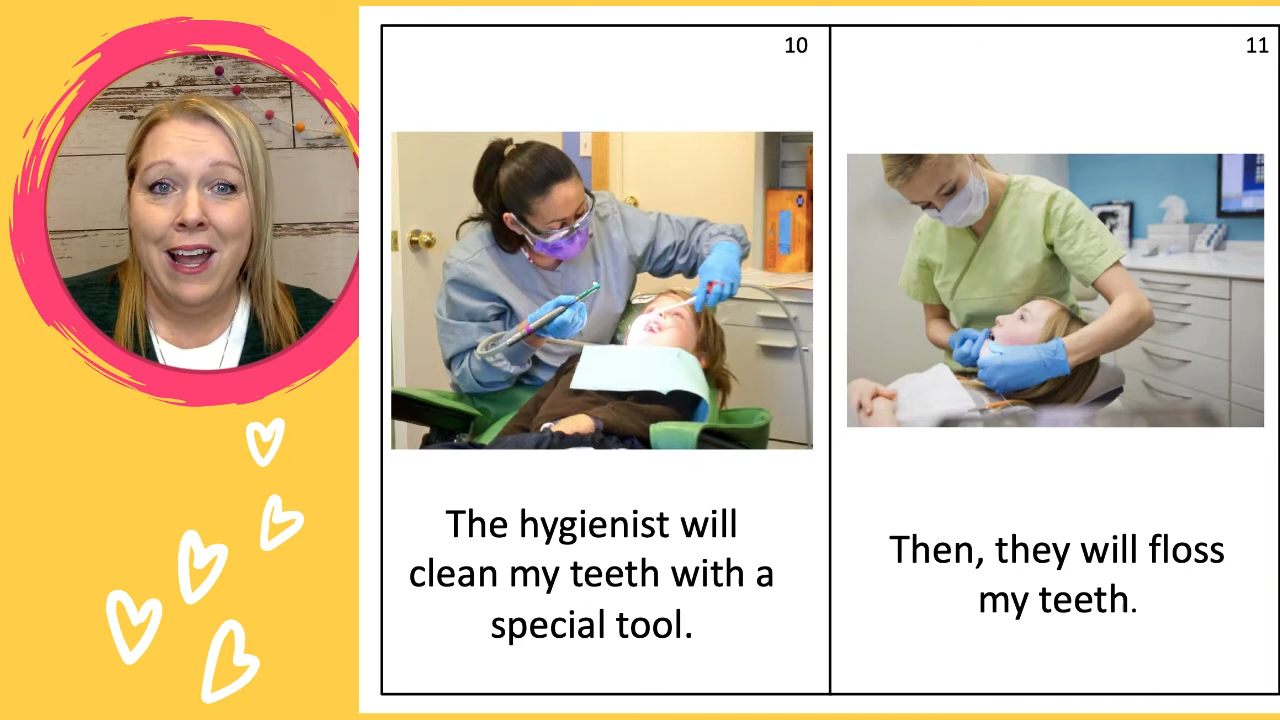 10
The hygienist will
clean my teeth with a
special tool.
11
Then, they will floss
my teeth.